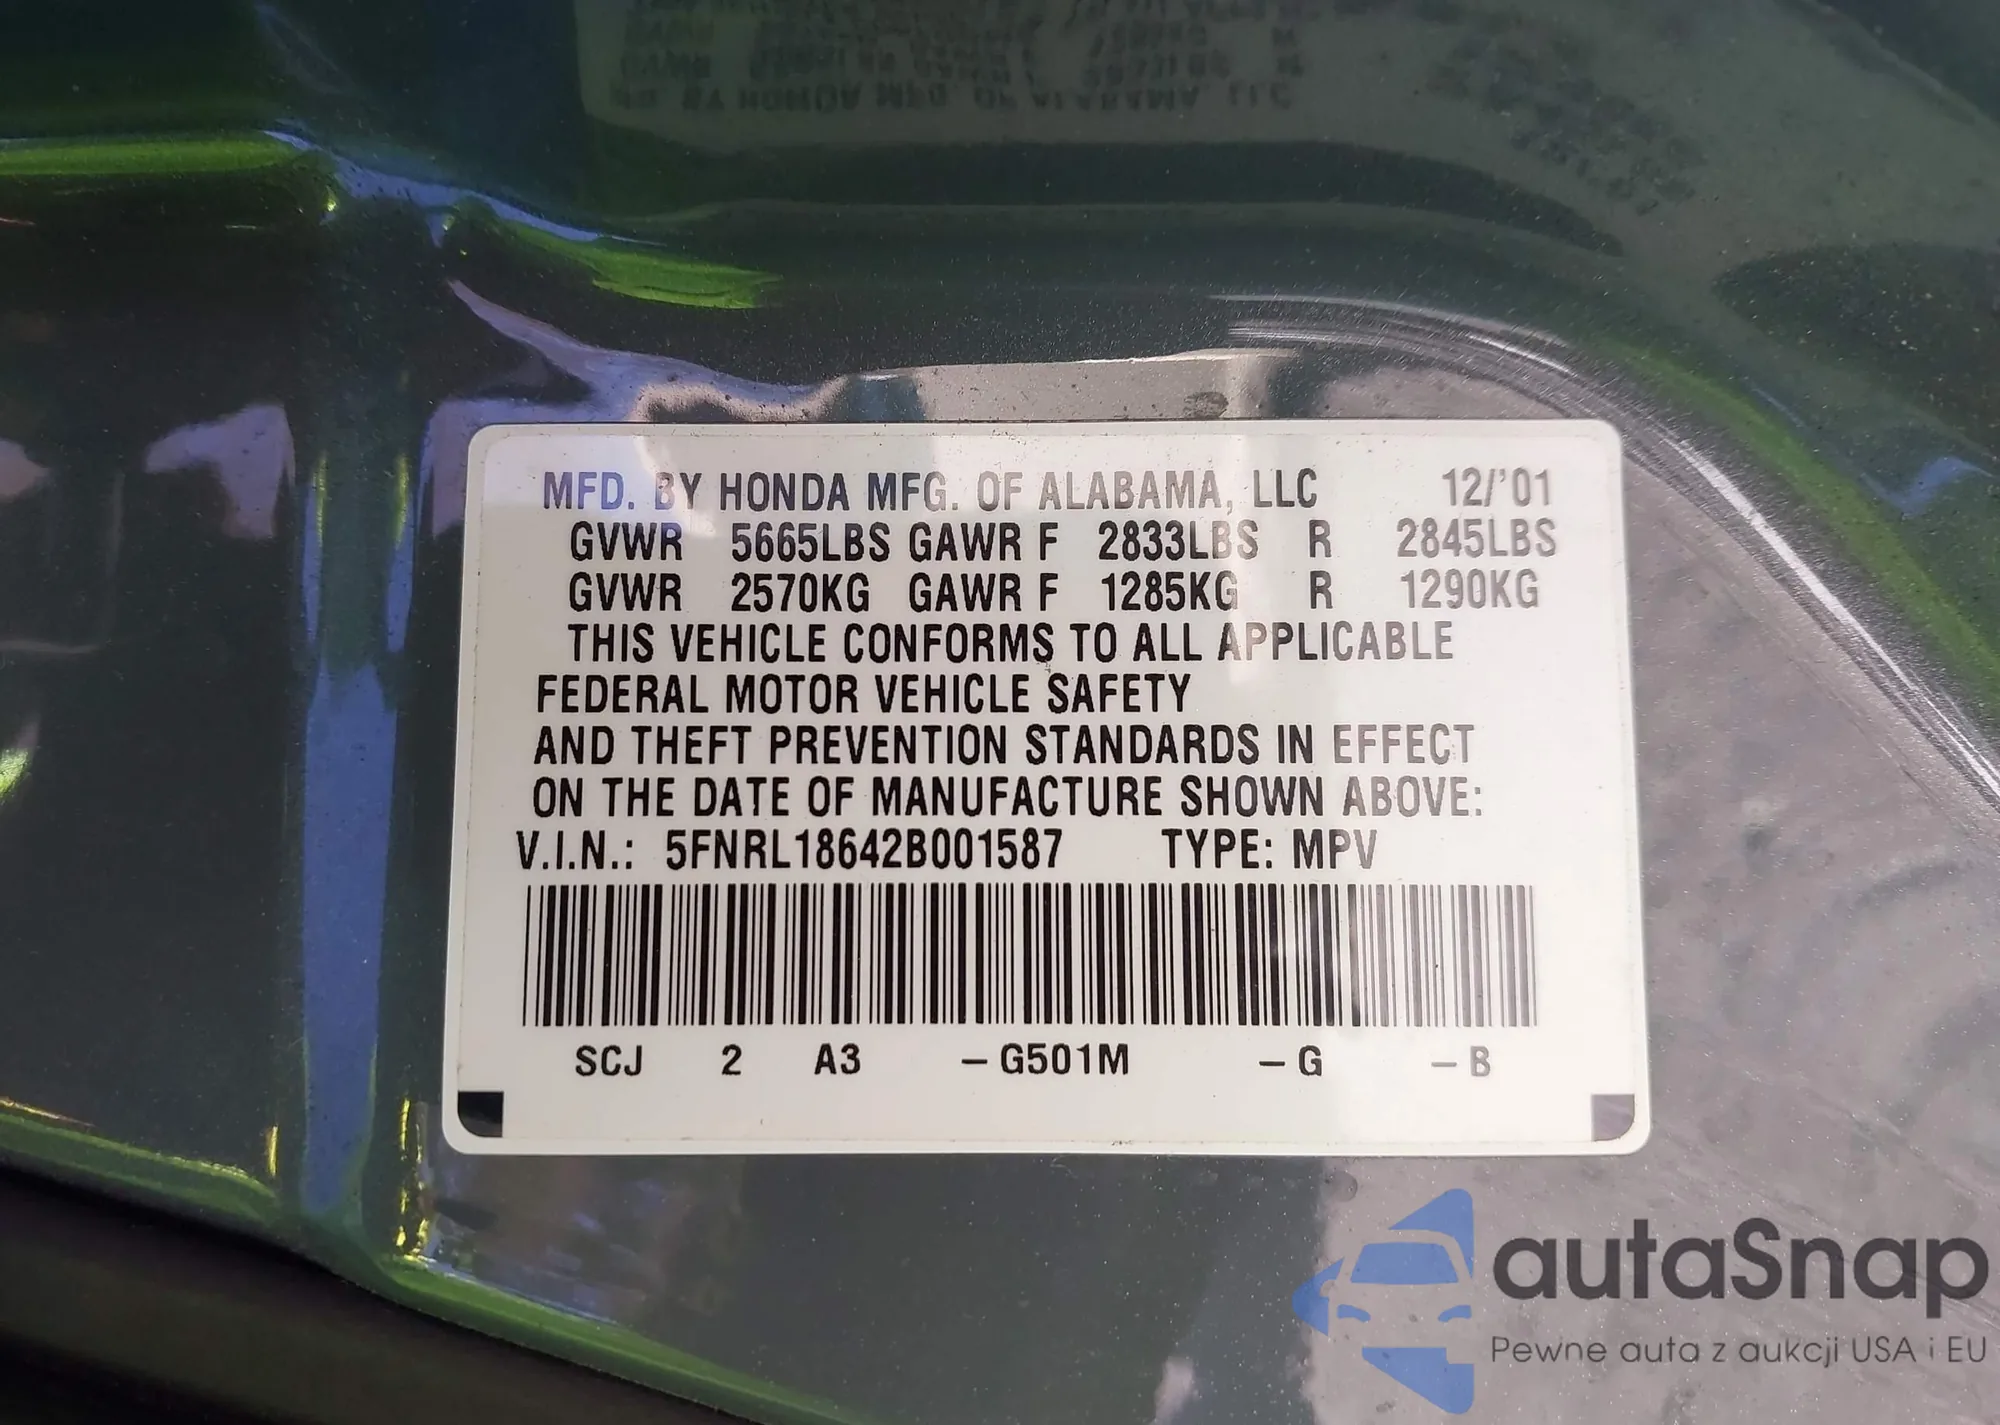 MFD. BY HONDA MFG. OF ALABAMA, LLC 12/'01
GVWR 5665LBS GAWR F 2833LBS R 2845LBS
GVWR 2570KG GAWR F 1285KG R 1290KG
THIS VEHICLE CONFORMS TO ALL APPLICABLE
FEDERAL MOTOR VEHICLE SAFETY
AND THEFT PREVENTION STANDARDS IN EFFECT
ON THE DATE OF MANUFACTURE SHOWN ABOVE:
V.I.N.: 5FNRL18642B001587 TYPE: MPV
SCJ 2 A3 – G501M – G – B
autaSnap
Pewne auta z aukcji USA i EU